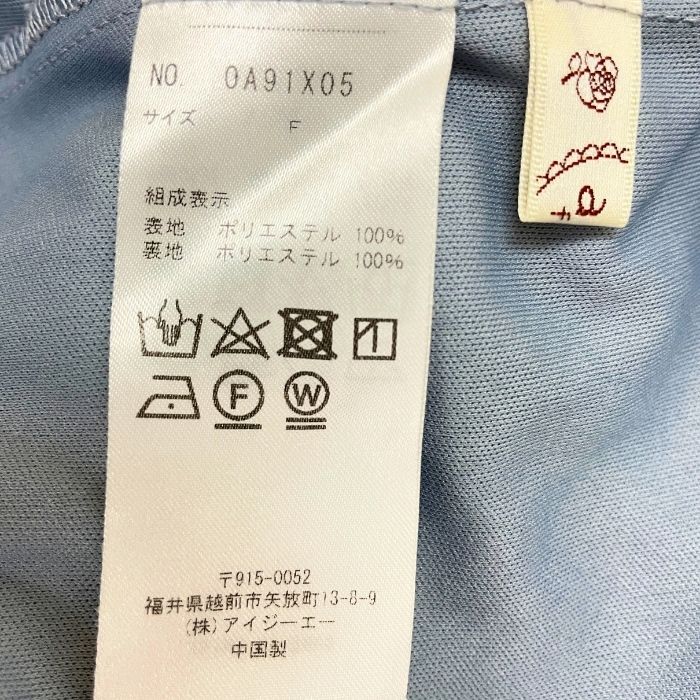 NO. 0A91X05
サイズ F
組成表示
表地 ポリエステル 100%
裏地 ポリエステル 100%
F W
〒915-0052
福井県越前市矢放町13-8-9
(株)アイジーエー
中国製